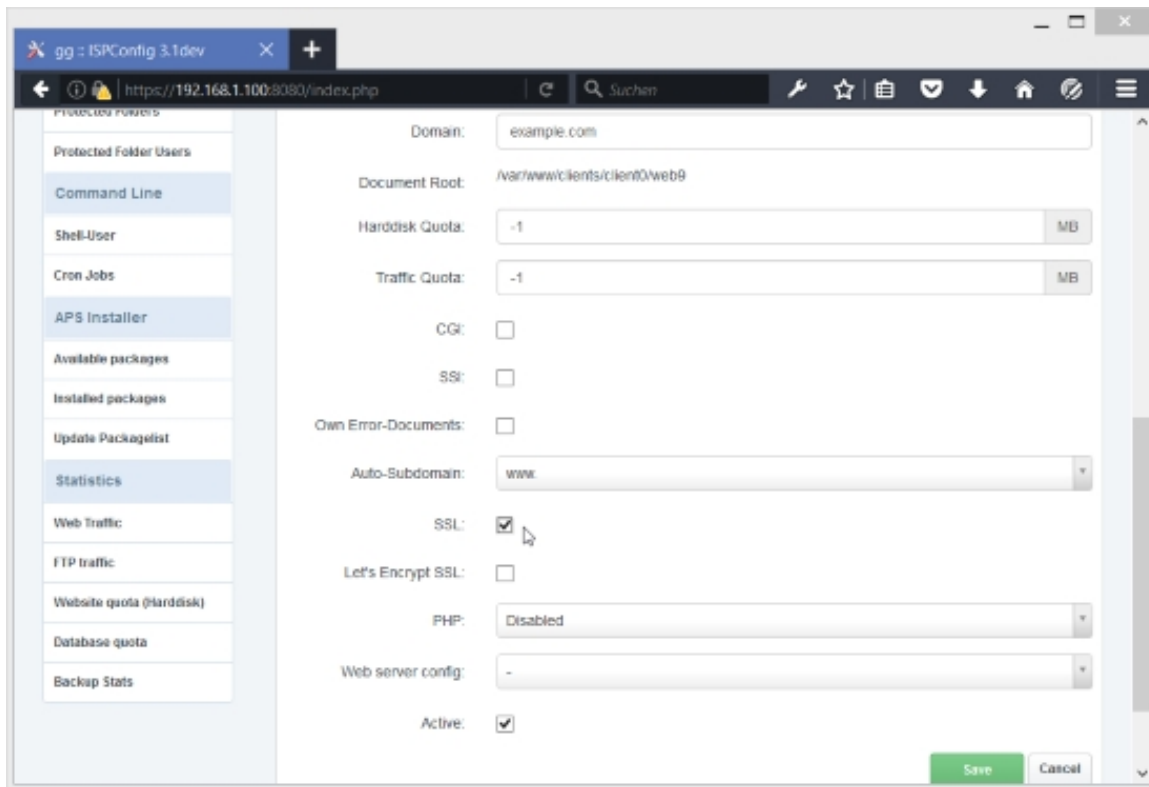 gg :: ISPConfig 3.1dev
https://192.168.1.100:8080/index.php
Suchen
Protected Folders
Protected Folder Users
Command Line
Shell-User
Cron Jobs
APS Installer
Available packages
Installed packages
Update Packagelist
Statistics
Web Traffic
FTP traffic
Website quota (Harddisk)
Database quota
Backup Stats
Domain: example.com
Document Root: /var/www/clients/client0/web9
Harddisk Quota: -1 MB
Traffic Quota: -1 MB
CGI:
SSI:
Own Error-Documents:
Auto-Subdomain: www.
SSL:
Let's Encrypt SSL:
PHP: Disabled
Web server config: -
Active:
Save Cancel